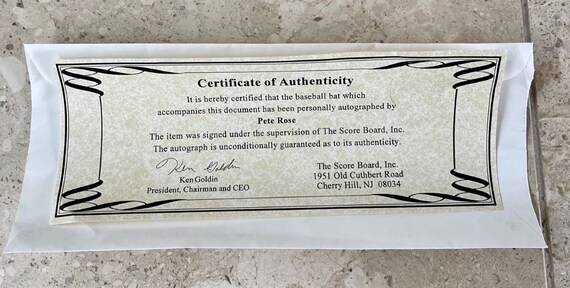 Certificate of Authenticity
It is hereby certified that the baseball bat which
accompanies this document has been personally autographed by
Pete Rose
The item was signed under the supervision of The Score Board, Inc.
The autograph is unconditionally guaranteed as to its authenticity.
Ken Goldin
Ken Goldin
President, Chairman and CEO
The Score Board, Inc.
1951 Old Cuthbert Road
Cherry Hill, NJ 08034